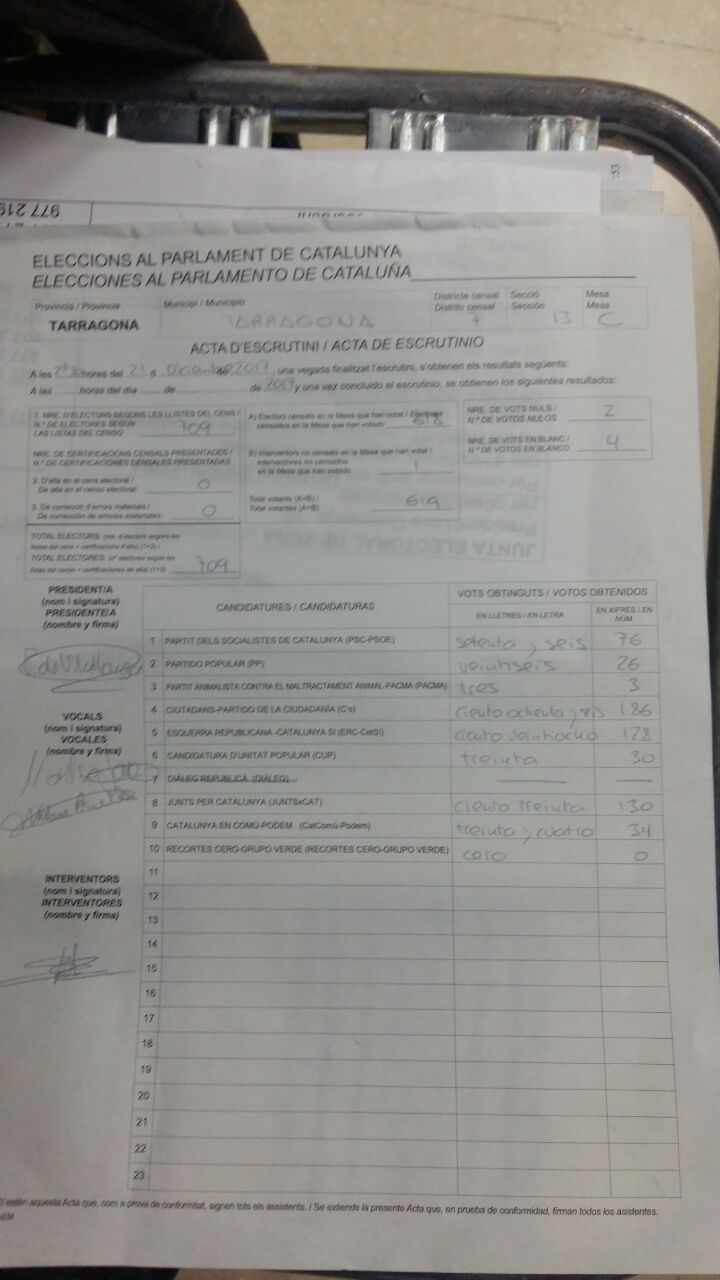 977 219
:53
ELECCIONS AL PARLAMENT DE CATALUNYA
ELECCIONES AL PARLAMENTO DE CATALUÑA
Província / Provincia
Municipi / Municipio
Districte censal
Distrito censal
Secció
Sección
Mesa
Mesa
TARRAGONA
TARRAGONA
7
13
C
ACTA D'ESCRUTINI / ACTA DE ESCRUTINIO
A les hores del 21 d Diciembre de 2017, una vegada finalitzat l'escrutini, s'obtenen els resultats següents:
A las horas del día de de 2017 y una vez concluido el escrutinio, se obtienen los siguientes resultados:
1. NRE. D'ELECTORS SEGONS LES LLISTES DEL CENS /
N.º DE ELECTORES SEGÚN
LAS LISTAS DEL CENSO 709
NRE. DE CERTIFICACIONS CENSALS PRESENTADES /
N.º DE CERTIFICACIONES CENSALES PRESENTADAS
2. D'alta en el cens electoral /
De alta en el censo electoral: 0
3. De correcció d'errors materials /
De corrección de errores materiales: 0
TOTAL ELECTORS: (nre. d'electors segons les
llistes del cens + certificacions d'alta) (1+2) /
TOTAL ELECTORES: (nº electores según las
listas del censo + certificaciones de alta) (1+2) 709
A) Electors censats en la Mesa que han votat / Electores
censados en la Mesa que han votado 618
B) Interventors no censats en la Mesa que han votat /
Interventores no censados
en la Mesa que han votado 1
Total votants (A+B) /
Total votantes (A+B) 619
NRE. DE VOTS NULS /
N.º DE VOTOS NULOS 2
NRE. DE VOTS EN BLANC /
N.º DE VOTOS EN BLANCO 4
JUNTA ELECTORAL DE ZONA
PRESIDENT/A
(nom i signatura)
PRESIDENTE/A
(nombre y firma)
VOCALS
(nom i signatura)
VOCALES
(nombre y firma)
INTERVENTORS
(nom i signatura)
INTERVENTORES
(nombre y firma)
CANDIDATURES / CANDIDATURAS
VOTS OBTINGUTS / VOTOS OBTENIDOS
EN LLETRES / EN LETRA
EN XIFRES / EN NÚM.
1 PARTIT DELS SOCIALISTES DE CATALUNYA (PSC-PSOE) setenta y seis 76
2 PARTIDO POPULAR (PP) veintiseis 26
3 PARTIT ANIMALISTA CONTRA EL MALTRACTAMENT ANIMAL-PACMA (PACMA) tres 3
4 CIUTADANS-PARTIDO DE LA CIUDADANÍA (C's) ciento ochenta y seis 186
5 ESQUERRA REPUBLICANA -CATALUNYA SÍ (ERC-CatSí) ciento veintiocho 128
6 CANDIDATURA D'UNITAT POPULAR (CUP) treinta 30
7 DIÀLEG REPUBLICÀ (DIÀLEG)
8 JUNTS PER CATALUNYA (JUNTSxCAT) ciento treinta 130
9 CATALUNYA EN COMÚ-PODEM (CatComú-Podem) treinta y cuatro 34
10 RECORTES CERO-GRUPO VERDE (RECORTES CERO-GRUPO VERDE) cero 0
11
12
13
14
15
16
17
18
19
20
21
22
23
S'estén aquesta Acta que, com a prova de conformitat, signen tots els assistents. / Se extiende la presente Acta que, en prueba de conformidad, firman todos los asistentes.